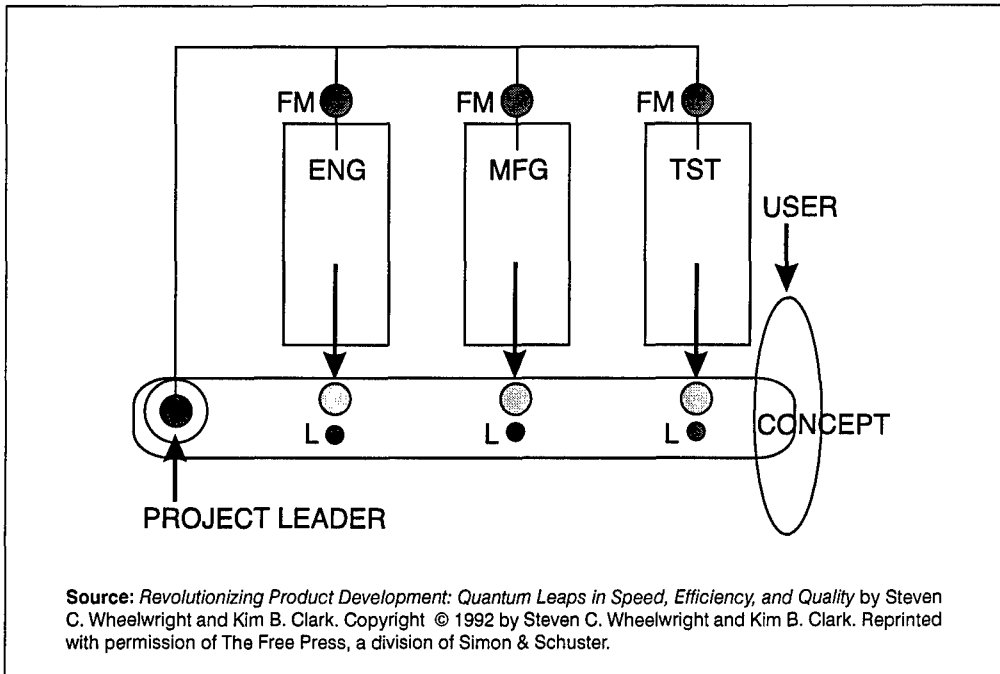 FM FM FM
ENG MFG TST
USER
L L L CONCEPT
PROJECT LEADER
Source: Revolutionizing Product Development: Quantum Leaps in Speed, Efficiency, and Quality by Steven
C. Wheelwright and Kim B. Clark. Copyright © 1992 by Steven C. Wheelwright and Kim B. Clark. Reprinted
with permission of The Free Press, a division of Simon & Schuster.